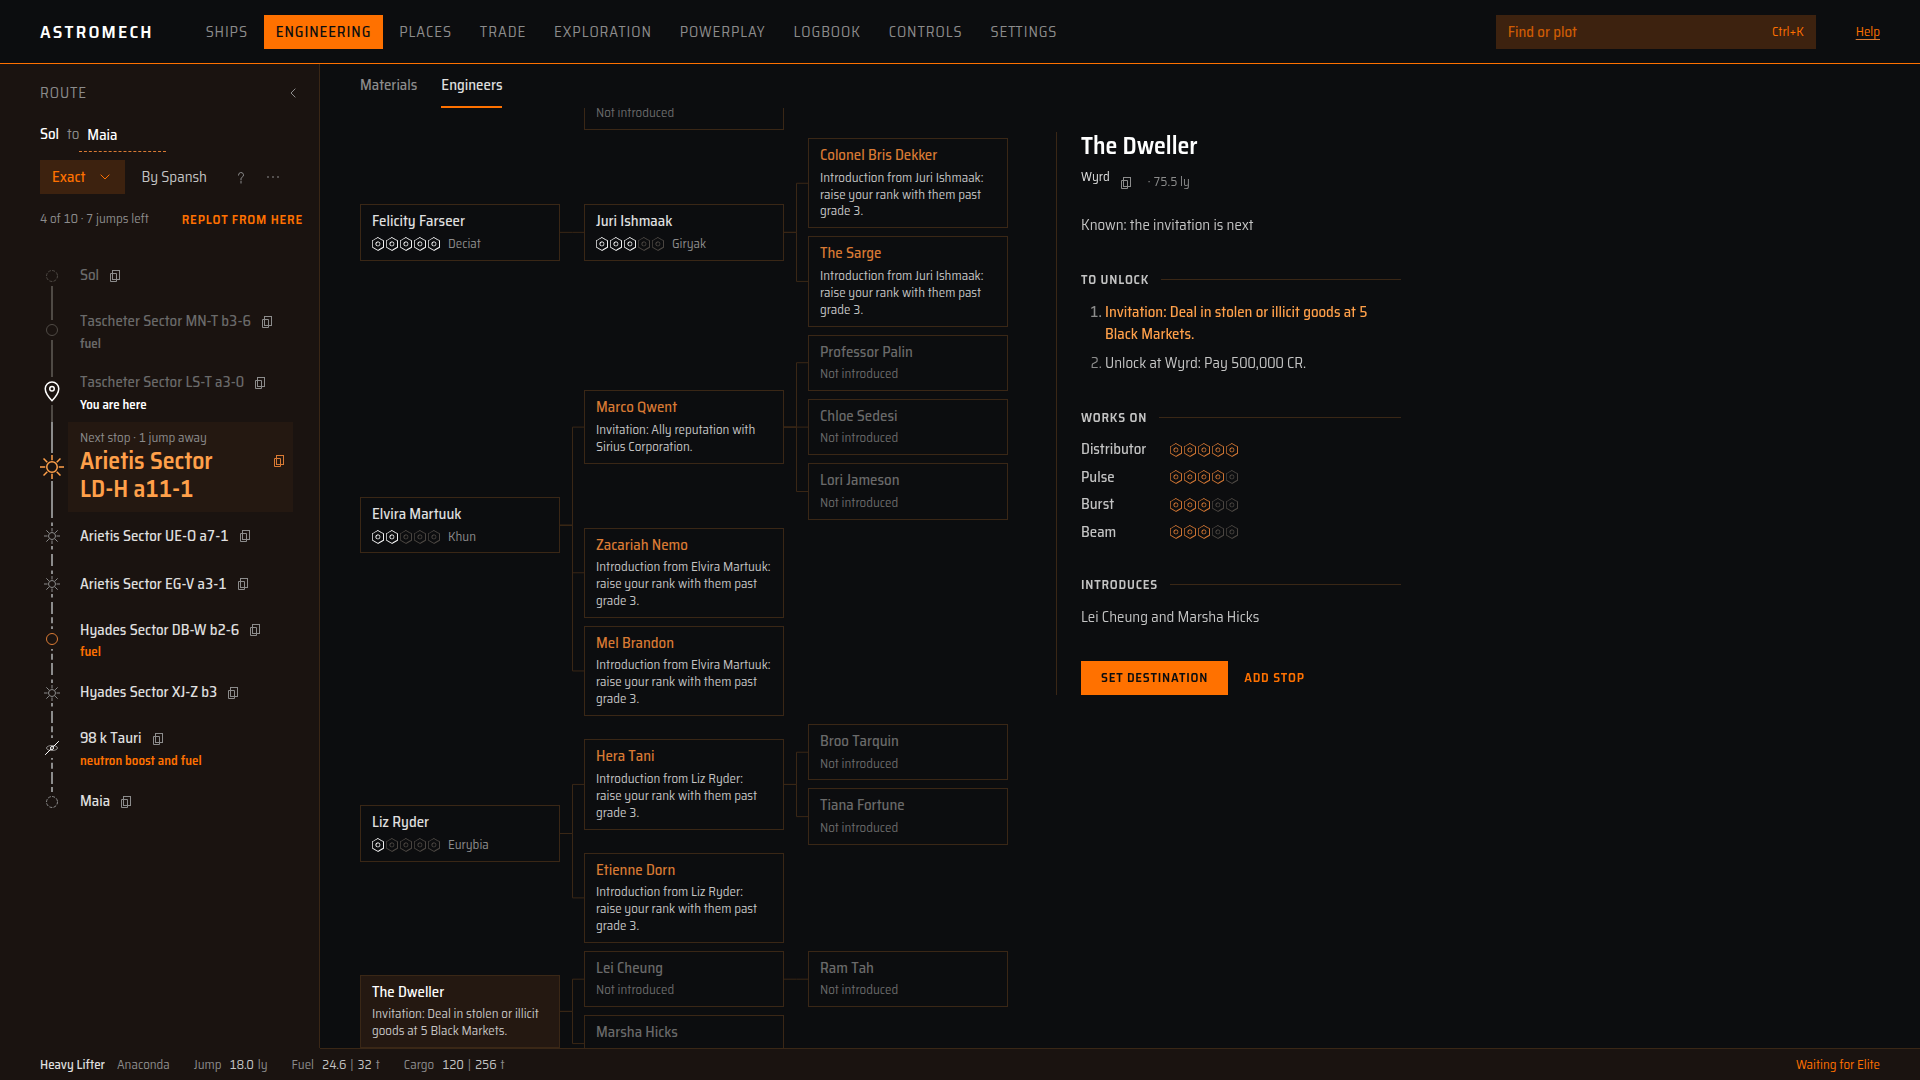 ASTROMECH
SHIPS ENGINEERING PLACES TRADE EXPLORATION POWERPLAY LOGBOOK CONTROLS SETTINGS
Find or plot Ctrl+K
Help
ROUTE
Sol to Maia
Exact By Spansh ? ···
4 of 10 · 7 jumps left REPLOT FROM HERE
Sol
Tascheter Sector MN-T b3-6
fuel
Tascheter Sector LS-T a3-0
You are here
Next stop · 1 jump away
Arietis Sector
LD-H a11-1
Arietis Sector UE-O a7-1
Arietis Sector EG-V a3-1
Hyades Sector DB-W b2-6
fuel
Hyades Sector XJ-Z b3
98 k Tauri
neutron boost and fuel
Maia
Materials Engineers
Not introduced
Felicity Farseer
Deciat
Juri Ishmaak
Giryak
Colonel Bris Dekker
Introduction from Juri Ishmaak:
raise your rank with them past
grade 3.
The Sarge
Introduction from Juri Ishmaak:
raise your rank with them past
grade 3.
Elvira Martuuk
Khun
Marco Qwent
Invitation: Ally reputation with
Sirius Corporation.
Professor Palin
Not introduced
Chloe Sedesi
Not introduced
Lori Jameson
Not introduced
Zacariah Nemo
Introduction from Elvira Martuuk:
raise your rank with them past
grade 3.
Mel Brandon
Introduction from Elvira Martuuk:
raise your rank with them past
grade 3.
Liz Ryder
Eurybia
Hera Tani
Introduction from Liz Ryder:
raise your rank with them past
grade 3.
Broo Tarquin
Not introduced
Tiana Fortune
Not introduced
Etienne Dorn
Introduction from Liz Ryder:
raise your rank with them past
grade 3.
The Dweller
Invitation: Deal in stolen or illicit
goods at 5 Black Markets.
Lei Cheung
Not introduced
Ram Tah
Not introduced
Marsha Hicks
The Dweller
Wyrd · 75.5 ly
Known: the invitation is next
TO UNLOCK
1. Invitation: Deal in stolen or illicit goods at 5
Black Markets.
2. Unlock at Wyrd: Pay 500,000 CR.
WORKS ON
Distributor
Pulse
Burst
Beam
INTRODUCES
Lei Cheung and Marsha Hicks
SET DESTINATION ADD STOP
Heavy Lifter Anaconda Jump 18.0 ly Fuel 24.6 | 32 t Cargo 120 | 256 t
Waiting for Elite